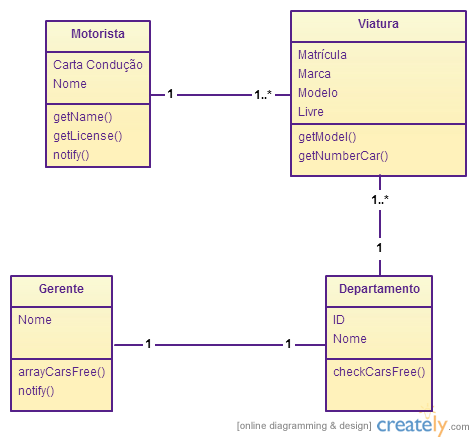 Motorista
Carta Condução
Nome
getName()
getLicense()
notify()
1
1..*
Viatura
Matrícula
Marca
Modelo
Livre
getModel()
getNumberCar()
1..*
1
Gerente
Nome
arrayCarsFree()
notify()
1
1
Departamento
ID
Nome
checkCarsFree()
[online diagramming & design] creately.com